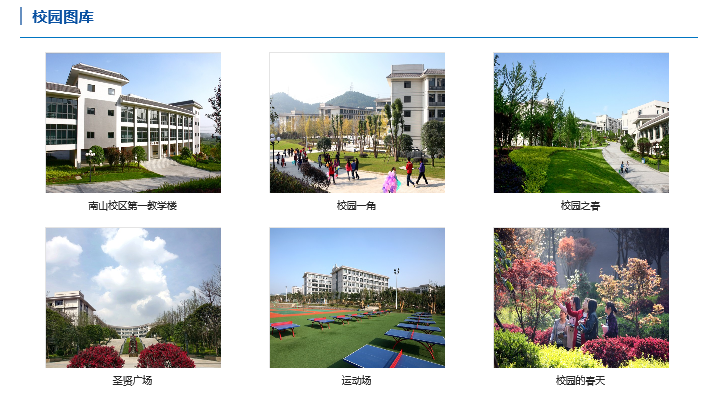 校园图库
南山校区第一教学楼
校园一角
校园之春
圣贤广场
运动场
校园的春天